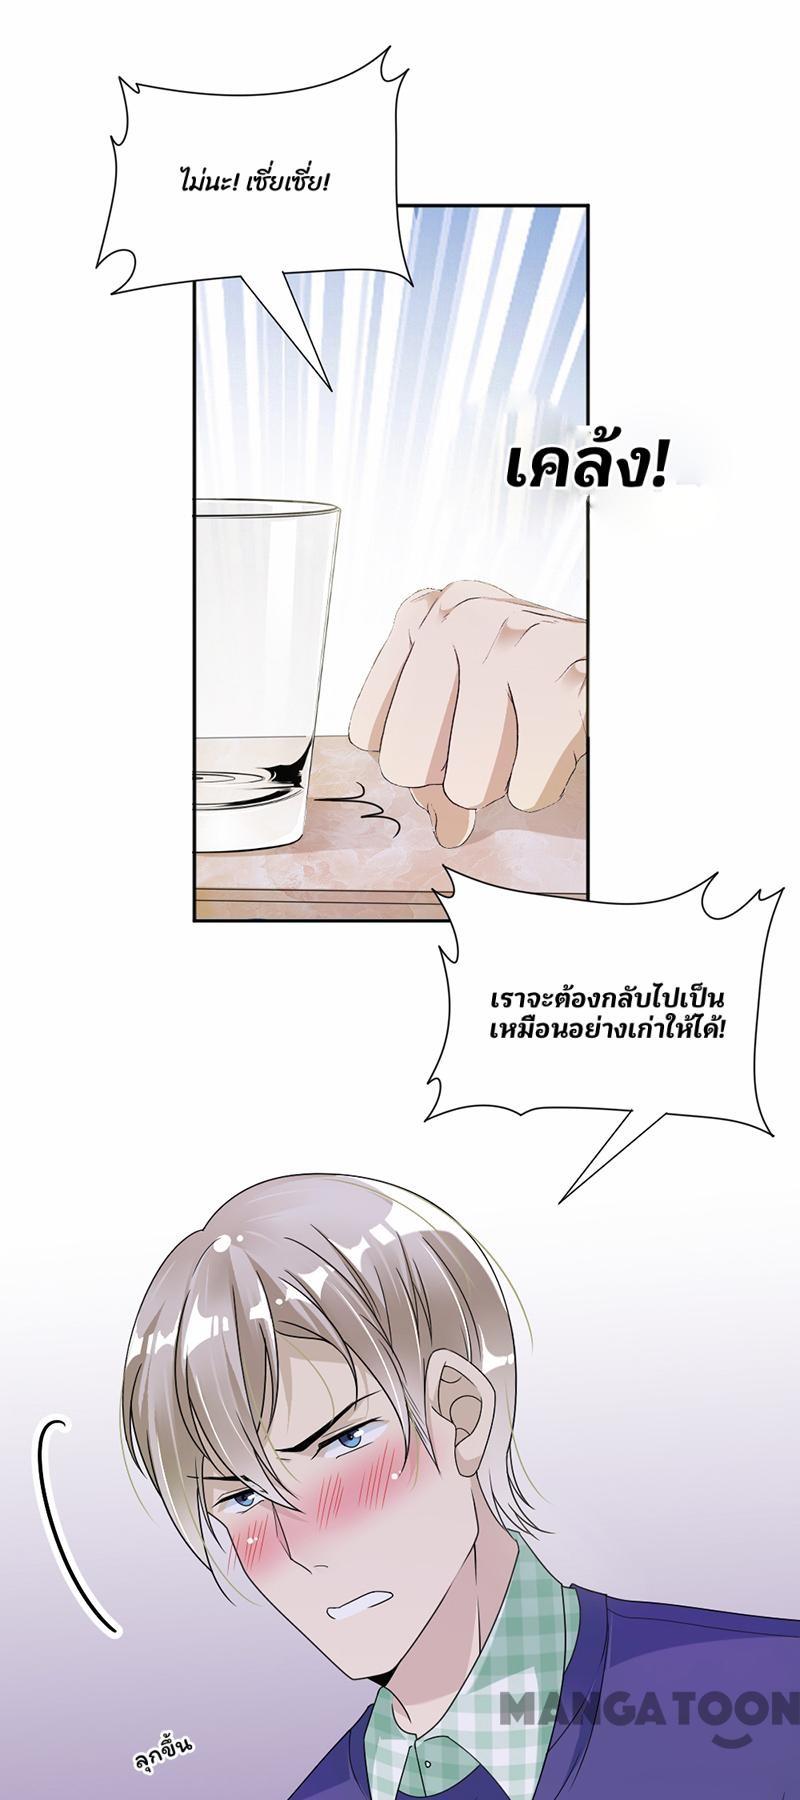 ไม่นะ! เซี่ยเซี่ย!
เคล้ง!
เราจะต้องกลับไปเป็น
เหมือนอย่างเก่าให้ได้!
MANGATOON
ลุกขึ้น